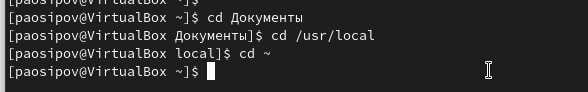 [paosipov@VirtualBox ~]$ cd Документы
[paosipov@VirtualBox Документы]$ cd /usr/local
[paosipov@VirtualBox local]$ cd ~
[paosipov@VirtualBox ~]$